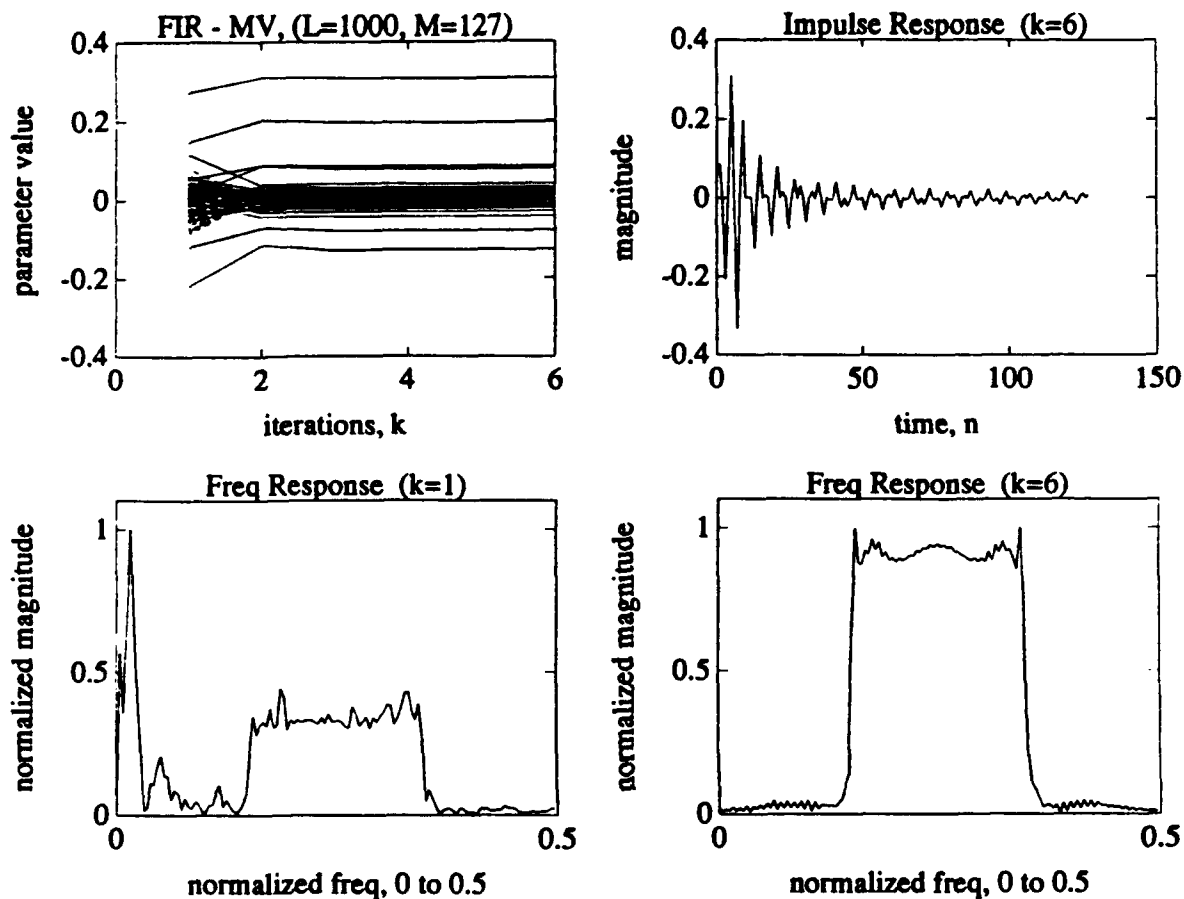 FIR - MV, (L=1000, M=127)
0.4
0.2
0
-0.2
-0.4
parameter value
0
2
4
6
iterations, k
Impulse Response (k=6)
0.4
0.2
0
-0.2
-0.4
magnitude
0
50
100
150
time, n
Freq Response (k=1)
1
0.5
0
normalized magnitude
0
0.5
normalized freq, 0 to 0.5
Freq Response (k=6)
1
0.5
0
normalized magnitude
0
0.5
normalized freq, 0 to 0.5